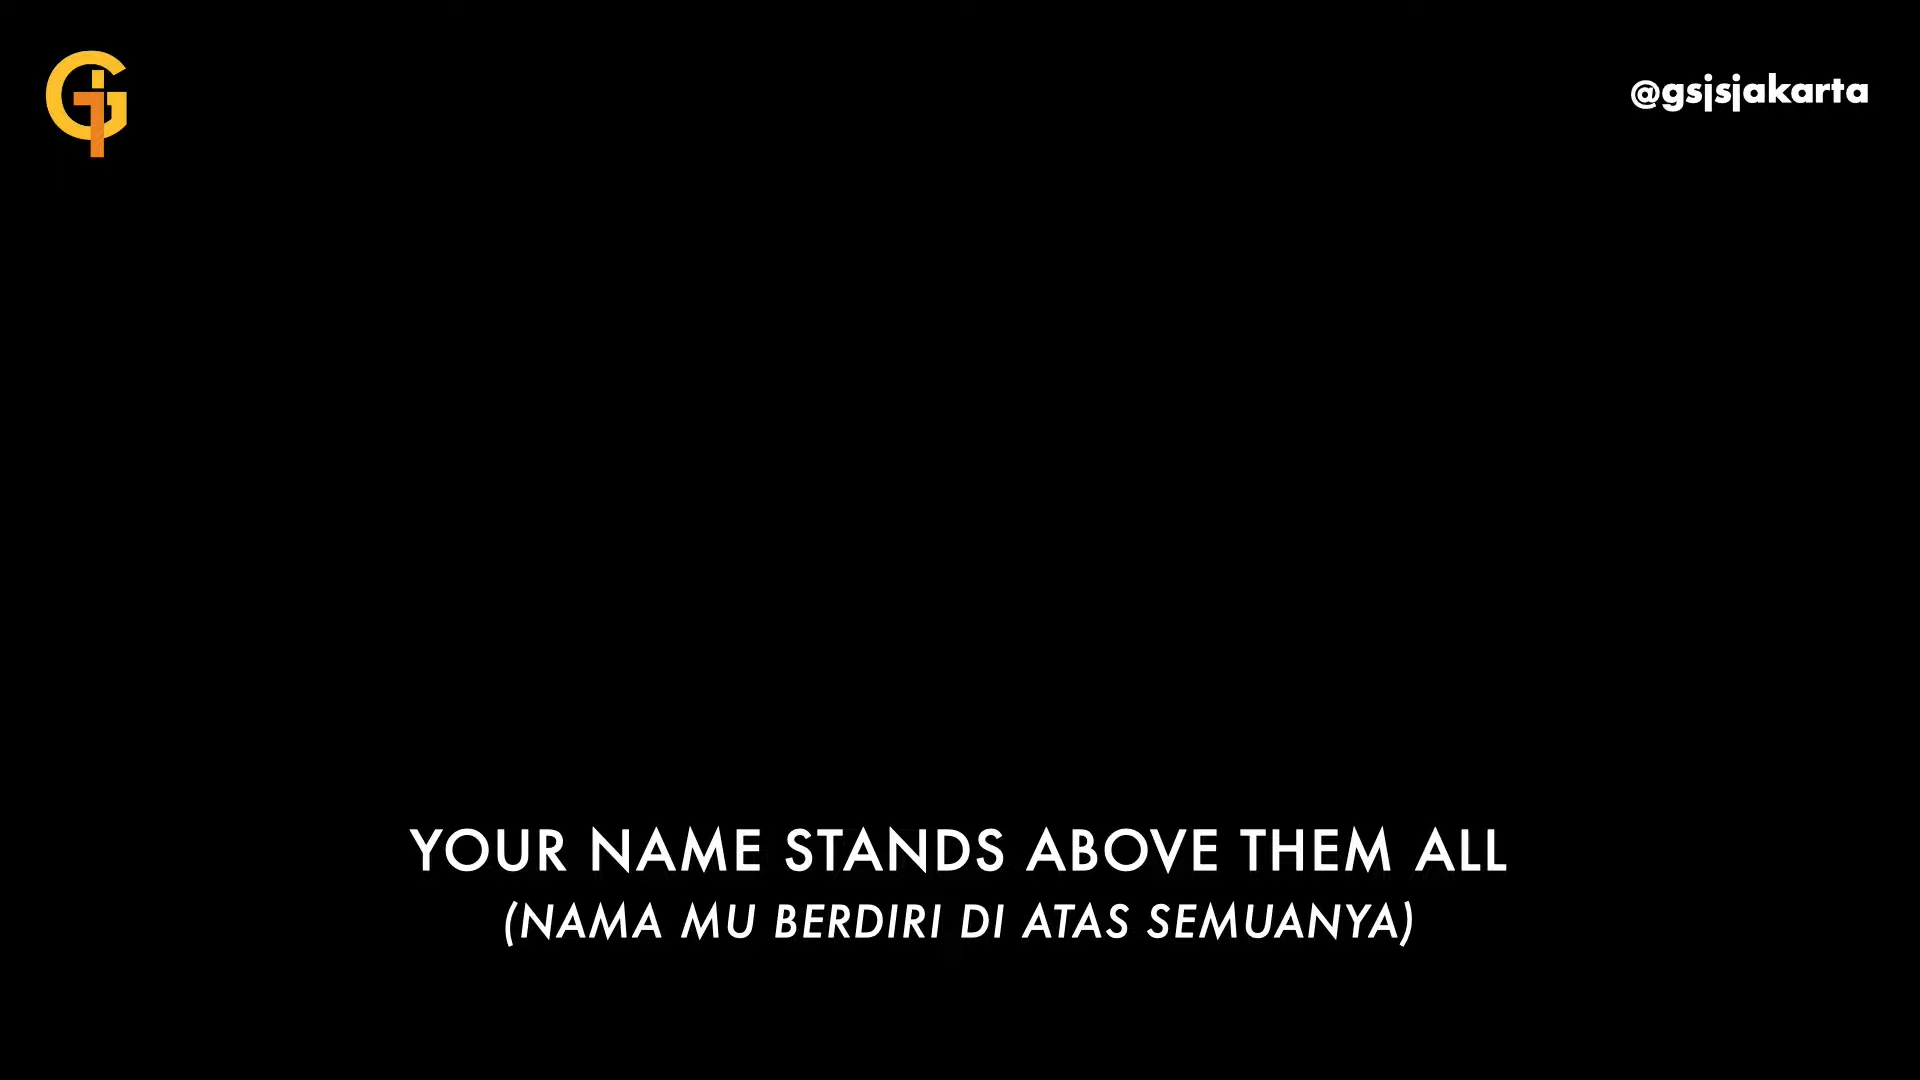 @gsjsjakarta
YOUR NAME STANDS ABOVE THEM ALL
(NAMA MU BERDIRI DI ATAS SEMUANYA)